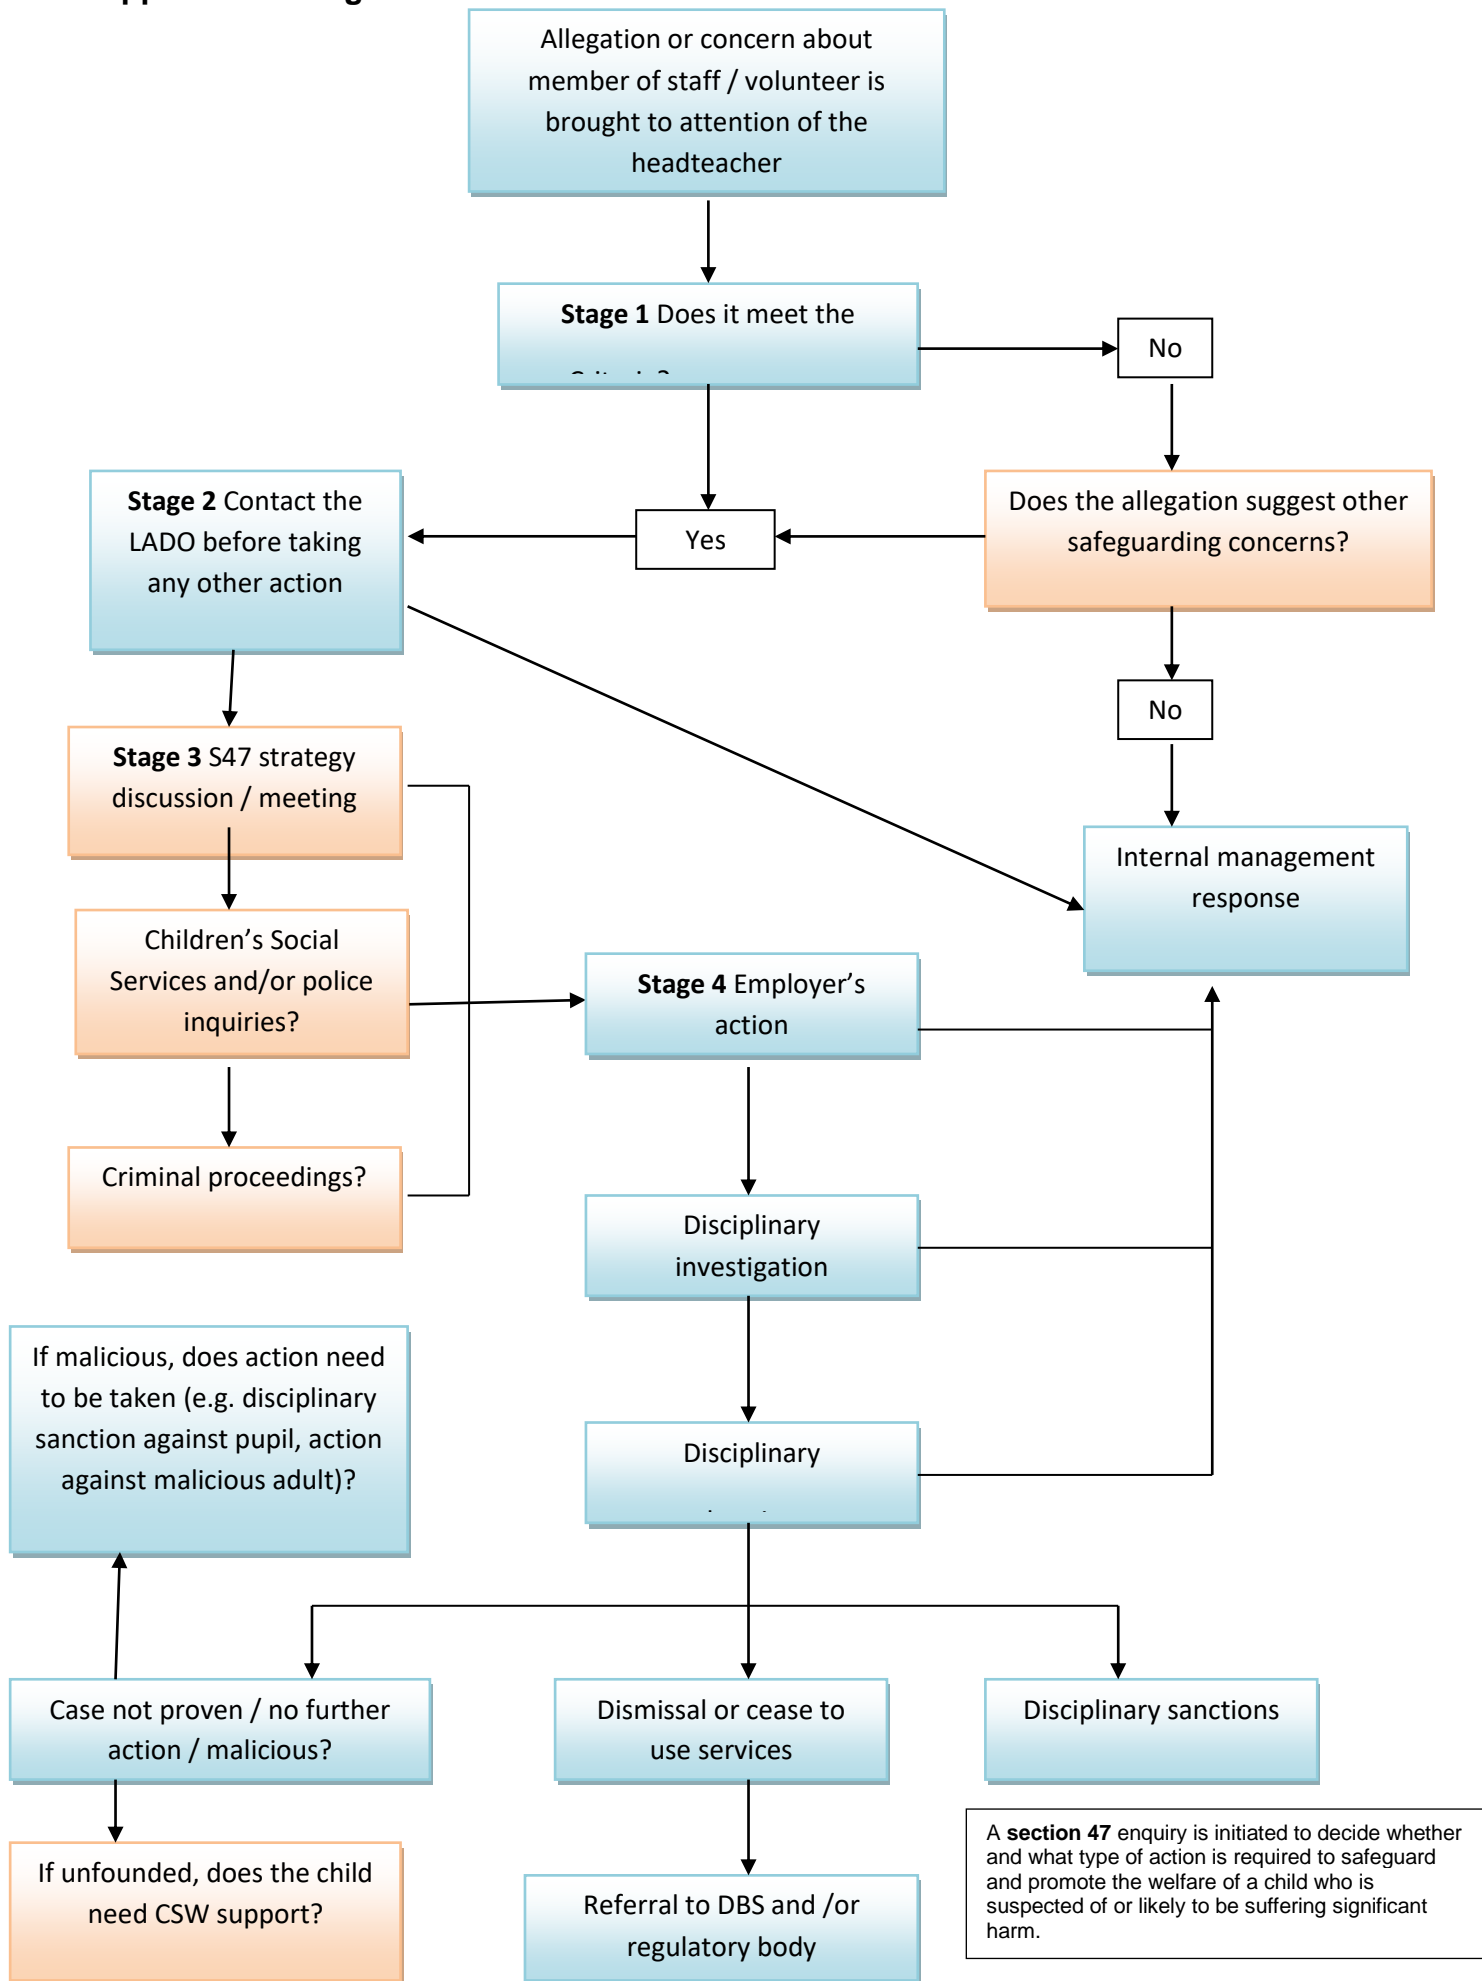 Allegation or concern about
member of staff / volunteer is
brought to attention of the
headteacher
Stage 1 Does it meet the
No
Stage 2 Contact the
LADO before taking
any other action
Yes
Does the allegation suggest other
safeguarding concerns?
No
Stage 3 S47 strategy
discussion / meeting
Internal management
response
Children’s Social
Services and/or police
inquiries?
Stage 4 Employer’s
action
Criminal proceedings?
Disciplinary
investigation
If malicious, does action need
to be taken (e.g. disciplinary
sanction against pupil, action
against malicious adult)?
Disciplinary
Case not proven / no further
action / malicious?
Dismissal or cease to
use services
Disciplinary sanctions
If unfounded, does the child
need CSW support?
Referral to DBS and /or
regulatory body
A section 47 enquiry is initiated to decide whether
and what type of action is required to safeguard
and promote the welfare of a child who is
suspected of or likely to be suffering significant
harm.